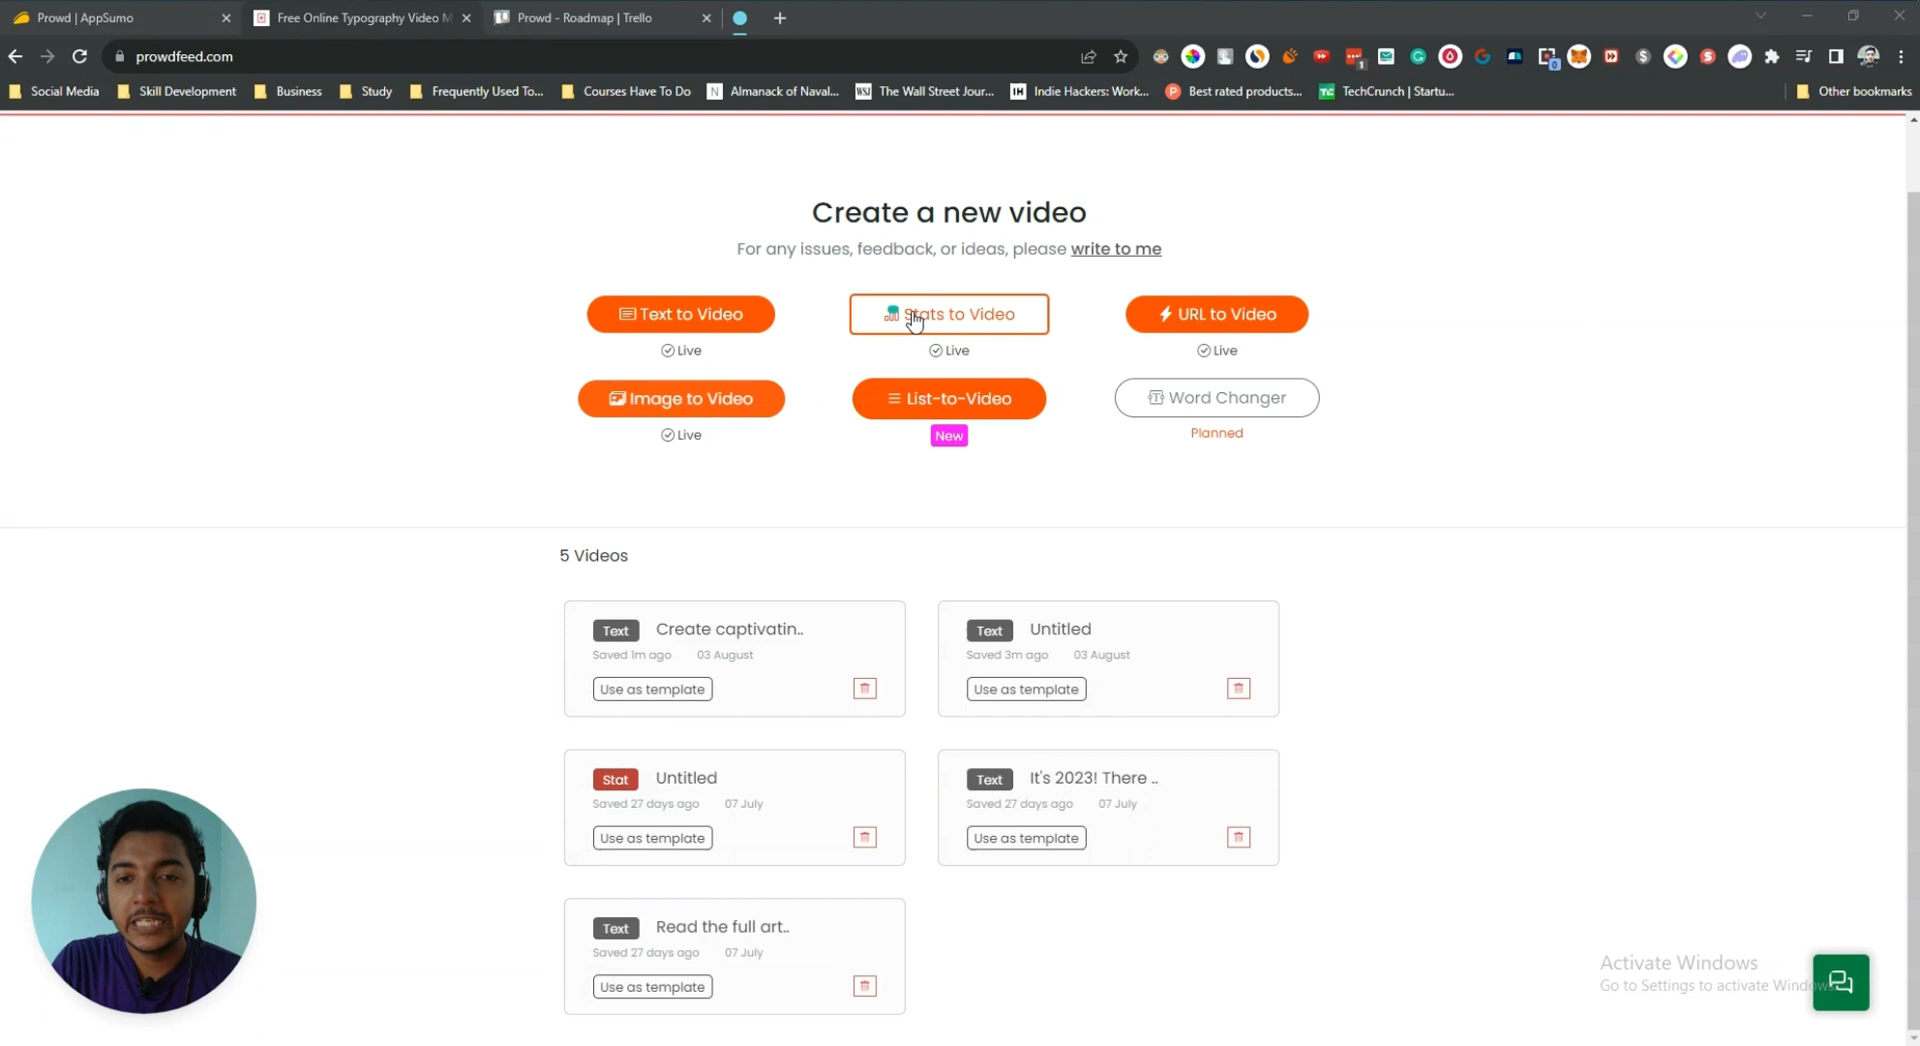 Prowd | AppSumo
Free Online Typography Video M
Prowd - Roadmap | Trello
prowdfeed.com
Social Media
Skill Development
Business
Study
Frequently Used To...
Courses Have To Do
Almanack of Naval...
The Wall Street Jour...
Indie Hackers: Work...
Best rated products...
TechCrunch | Startu...
Other bookmarks
Create a new video
For any issues, feedback, or ideas, please write to me
Text to Video
Stats to Video
URL to Video
Live
Live
Live
Image to Video
List-to-Video
Word Changer
Live
New
Planned
5 Videos
Text Create captivatin..
Saved 1m ago 03 August
Use as template
Text Untitled
Saved 3m ago 03 August
Use as template
Stat Untitled
Saved 27 days ago 07 July
Use as template
Text It's 2023! There ..
Saved 27 days ago 07 July
Use as template
Text Read the full art..
Saved 27 days ago 07 July
Use as template
Activate Windows
Go to Settings to activate Windows